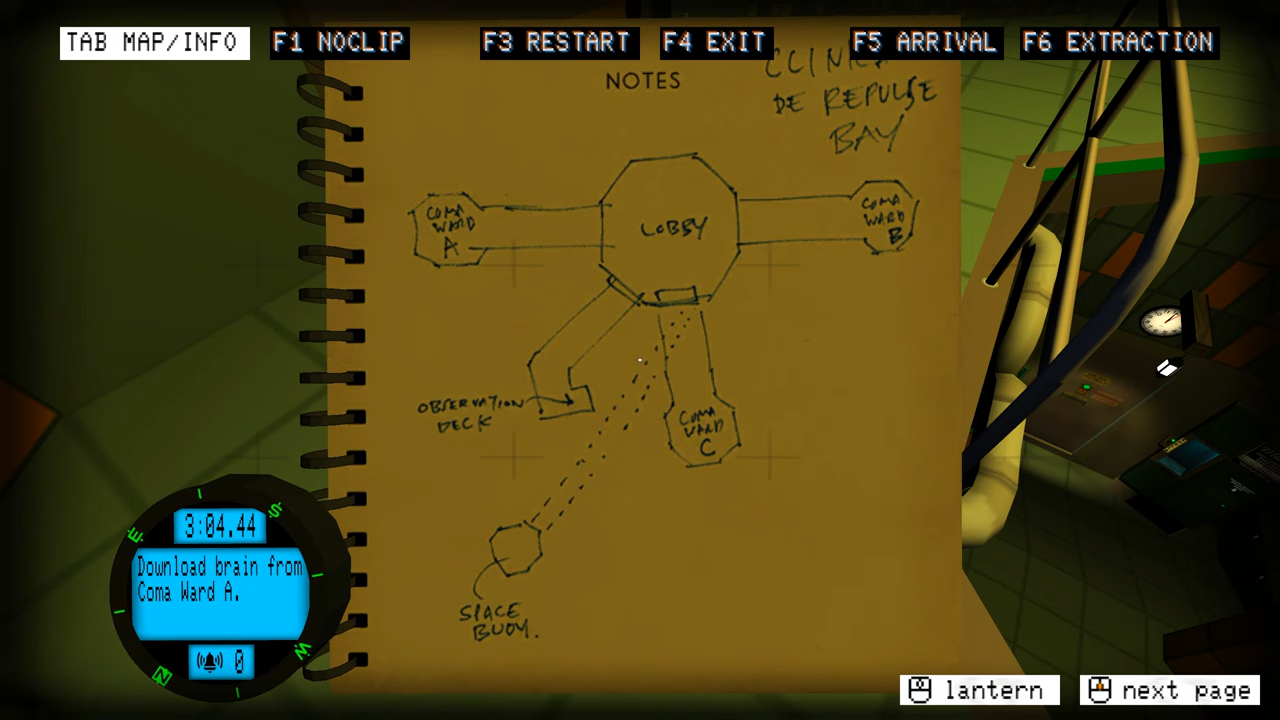 TAB MAP/INFO
F1 NOCLIP
F3 RESTART
F4 EXIT
F5 ARRIVAL
F6 EXTRACTION
NOTES
CLINICA
DE REPULSE
BAY
COMA
WARD
A
LOBBY
COMA
WARD
B
OBSERVATION
DECK
COMA
WARD
C
SPACE
BUOY.
3:04.44
Download brain from
Coma Ward A.
0
S
E
W
N
lantern
next page